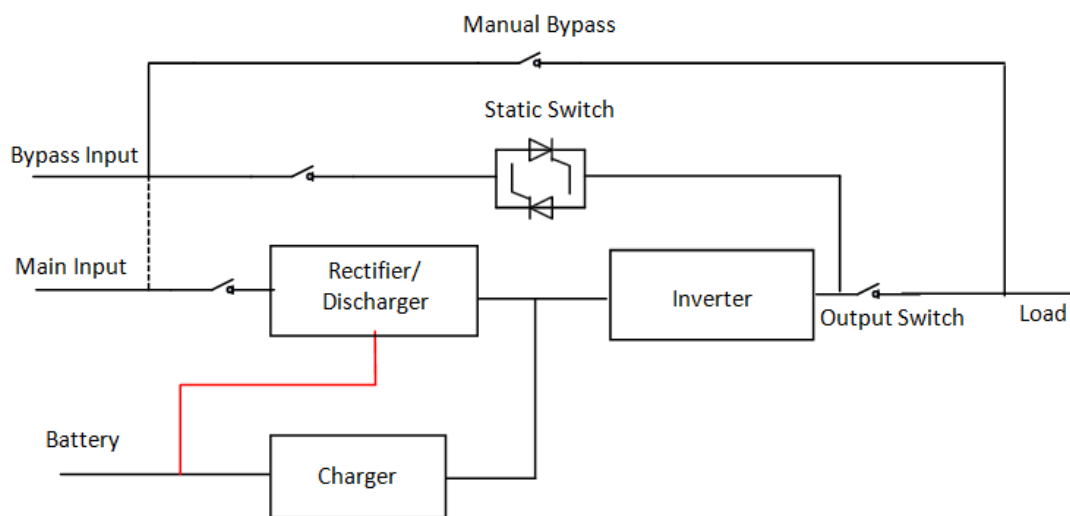 Manual Bypass
Static Switch
Bypass Input
Main Input
Rectifier/
Discharger
Inverter
Output Switch
Load
Battery
Charger